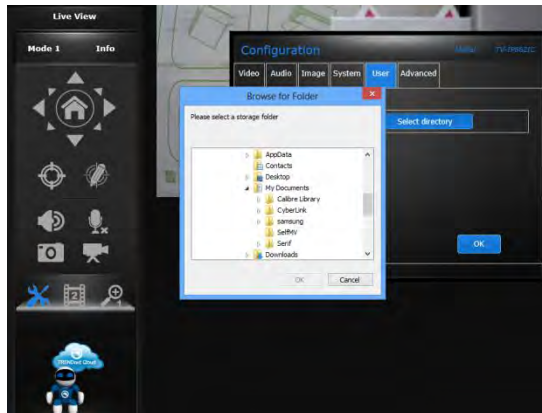 Live View
Mode 1 Info
Configuration
Video Audio Image System User Advanced
Browse for Folder
Please select a storage folder
Select directory
AppData
Contacts
Desktop
My Documents
Calibre Library
CyberLink
samsung
SelfMV
Serif
Downloads
OK
OK Cancel
2
1
TRENDnet Cloud